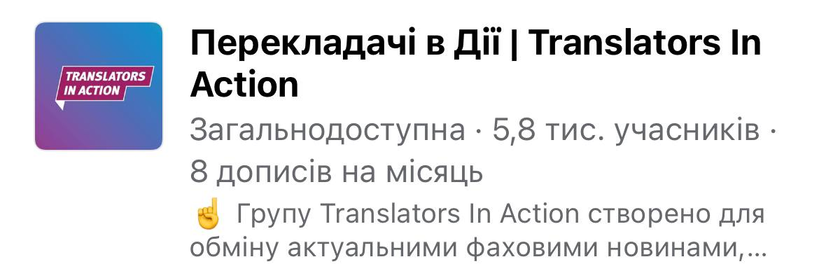 TRANSLATORS
IN ACTION
Перекладачі в Дії | Translators In
Action
Загальнодоступна · 5,8 тис. учасників ·
8 дописів на місяць
☝️ Групу Translators In Action створено для
обміну актуальними фаховими новинами,...